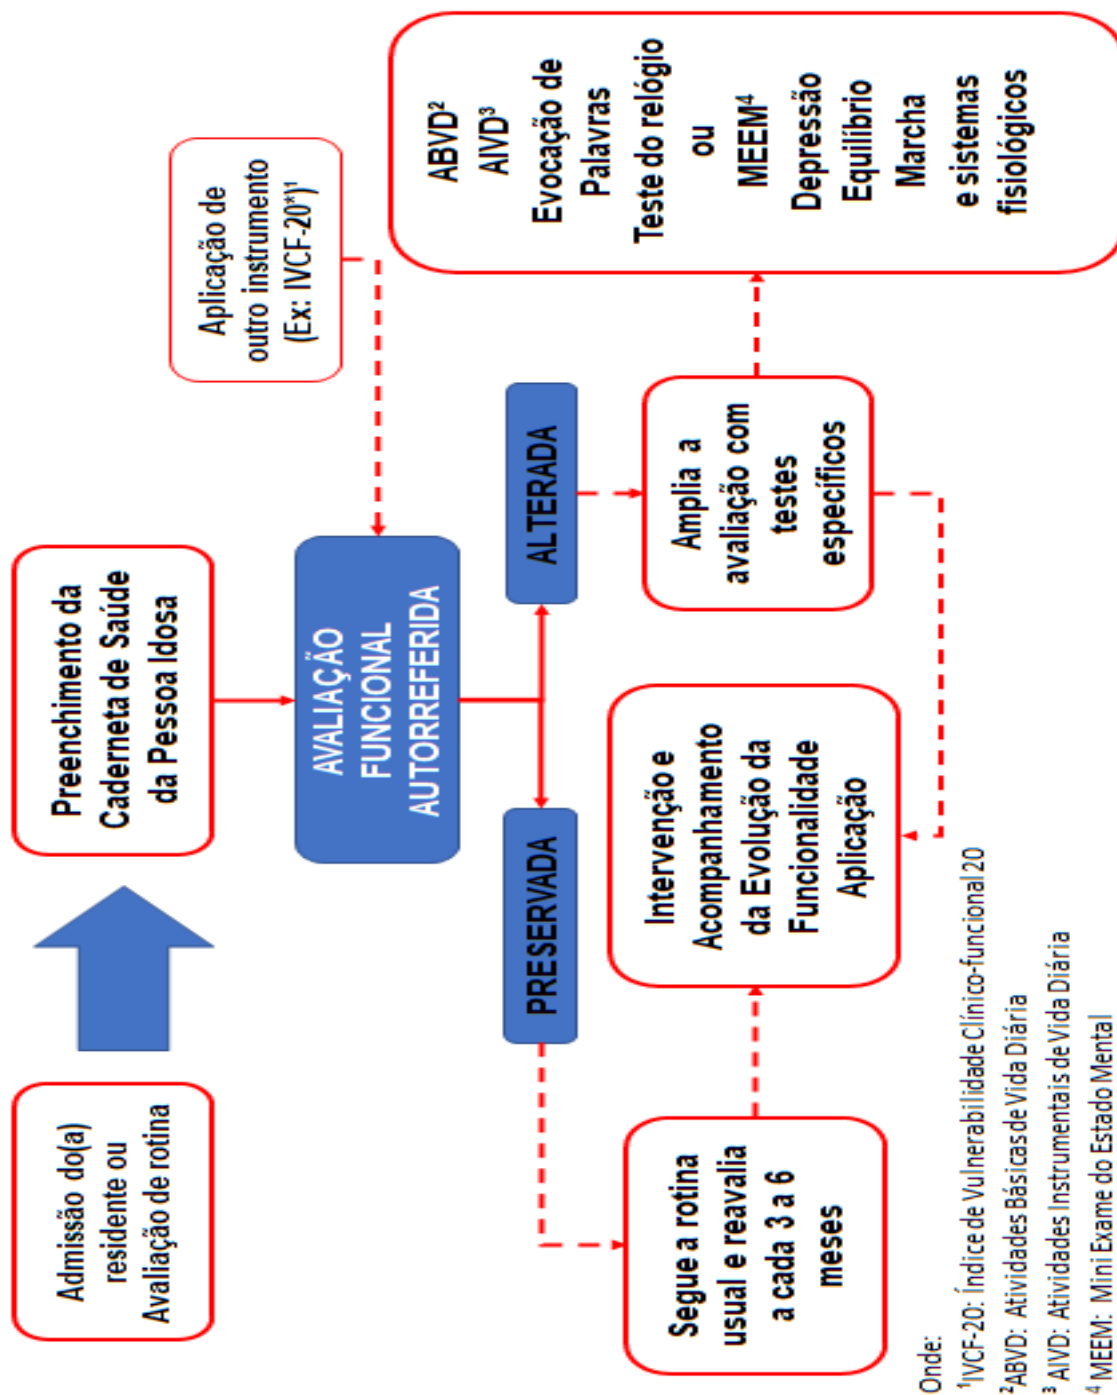 Admissão do(a)
residente ou
Avaliação de rotina
Preenchimento da
Caderneta de Saúde
da Pessoa Idosa
Aplicação de
outro instrumento
(Ex: IVCF-20*)¹
AVALIAÇÃO
FUNCIONAL
AUTORREFERIDA
PRESERVADA
ALTERADA
Segue a rotina
usual e reavalia
a cada 3 a 6
meses
Intervenção e
Acompanhamento
da Evolução da
Funcionalidade
Aplicação
Amplia a
avaliação com
testes
específicos
ABVD²
AIVD³
Evocação de
Palavras
Teste do relógio
ou
MEEM⁴
Depressão
Equilíbrio
Marcha
e sistemas
fisiológicos
Onde:
¹IVCF-20: Índice de Vulnerabilidade Clínico-funcional 20
²ABVD: Atividades Básicas de Vida Diária
³ AIVD: Atividades Instrumentais de Vida Diária
⁴ MEEM: Mini Exame do Estado Mental